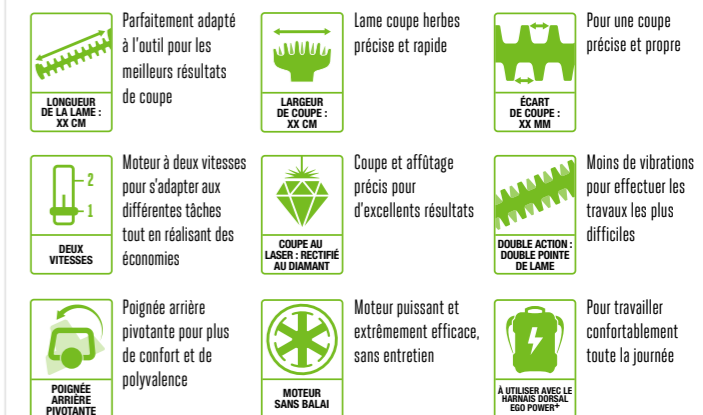 LONGUEUR
DE LA LAME :
XX CM
Parfaitement adapté
à l'outil pour les
meilleurs résultats
de coupe
LARGEUR
DE COUPE :
XX CM
Lame coupe herbes
précise et rapide
ÉCART
DE COUPE :
XX MM
Pour une coupe
précise et propre
2
1
DEUX
VITESSES
Moteur à deux vitesses
pour s'adapter aux
différentes tâches
tout en réalisant des
économies
COUPE AU
LASER : RECTIFIÉ
AU DIAMANT
Coupe et affûtage
précis pour
d'excellents résultats
DOUBLE ACTION :
DOUBLE POINTE
DE LAME
Moins de vibrations
pour effectuer les
travaux les plus
difficiles
POIGNÉE
ARRIÈRE
PIVOTANTE
Poignée arrière
pivotante pour plus
de confort et de
polyvalence
MOTEUR
SANS BALAI
Moteur puissant et
extrêmement efficace,
sans entretien
À UTILISER AVEC LE
HARNAIS DORSAL
EGO POWER+
Pour travailler
confortablement
toute la journée